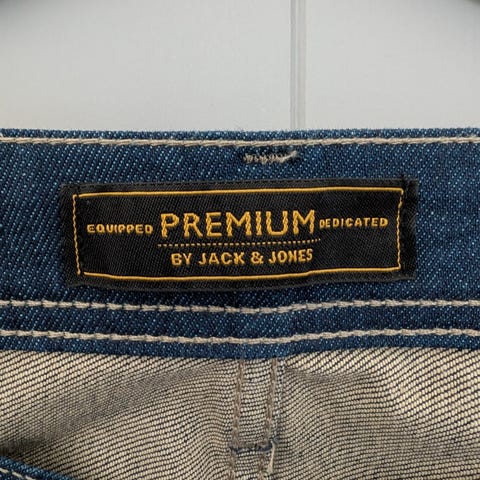 EQUIPPED PREMIUM DEDICATED
BY JACK & JONES